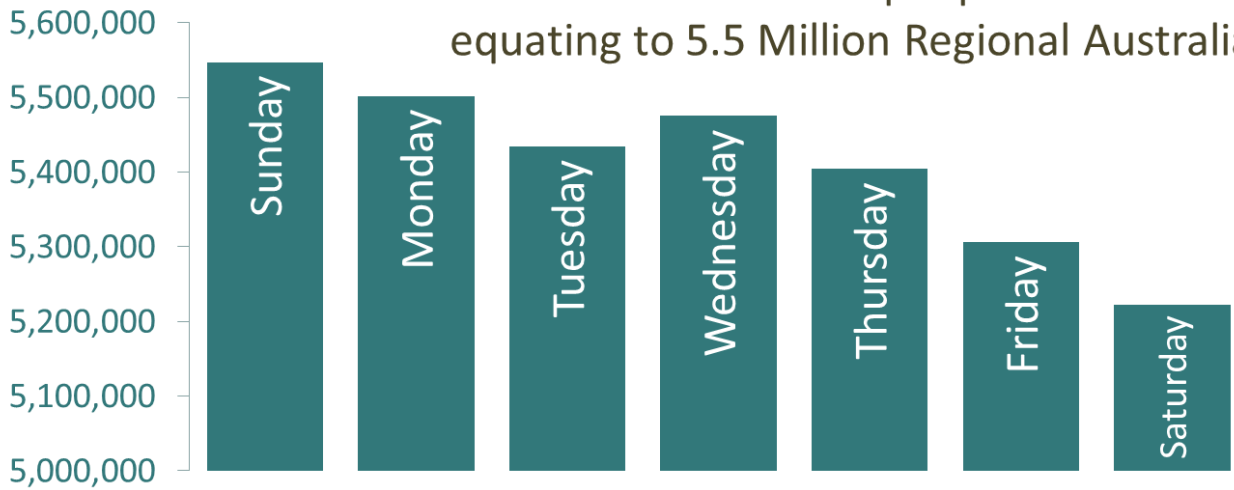 equating to 5.5 Million Regional
5,600,000
5,500,000
5,400,000
5,300,000
5,200,000
5,100,000
5,000,000
Sunday
Monday
Tuesday
Wednesday
Thursday
Friday
Saturday